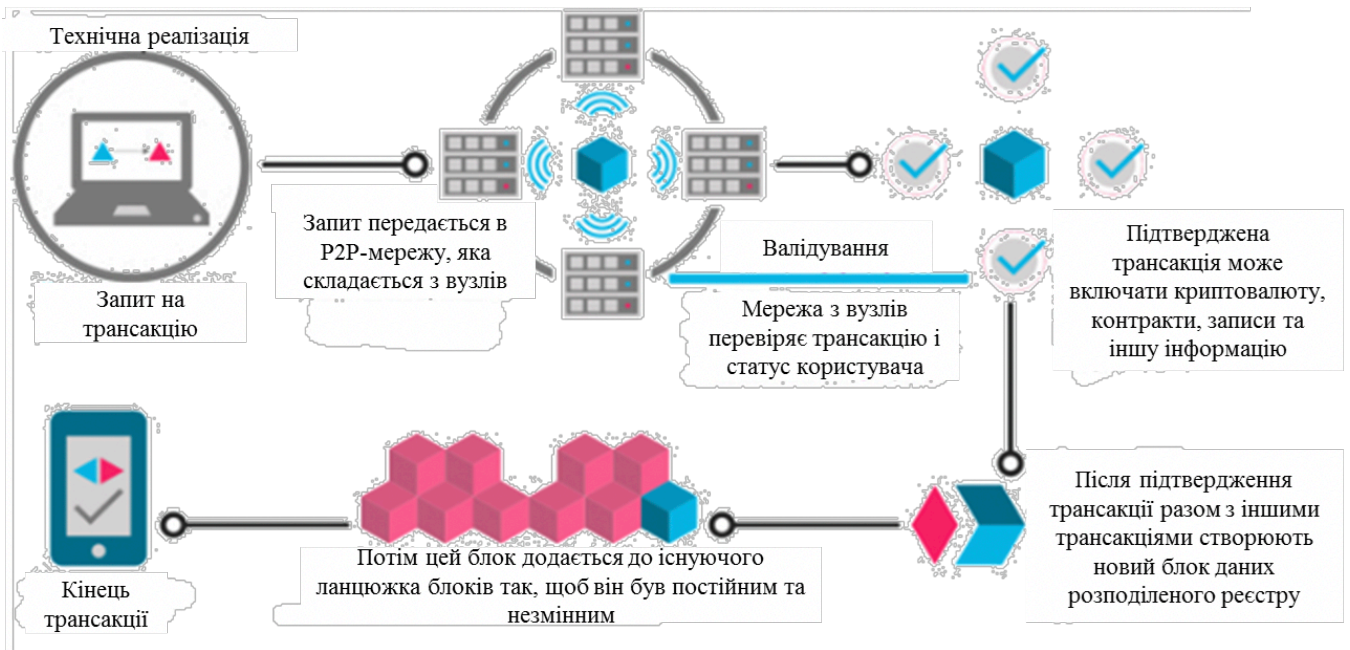 Технічна реалізація
Запит на
трансакцію
Запит передається в
P2P-мережу, яка
складається з вузлів
Валідування
Мережа з вузлів
перевіряє трансакцію і
статус користувача
Підтверджена
трансакція може
включати криптовалюту,
контракти, записи та
іншу інформацію
Після підтвердження
трансакції разом з іншими
трансакціями створюють
новий блок даних
розподіленого реєстру
Потім цей блок додається до існуючого
ланцюжка блоків так, щоб він був постійним та
незмінним
Кінець
трансакції